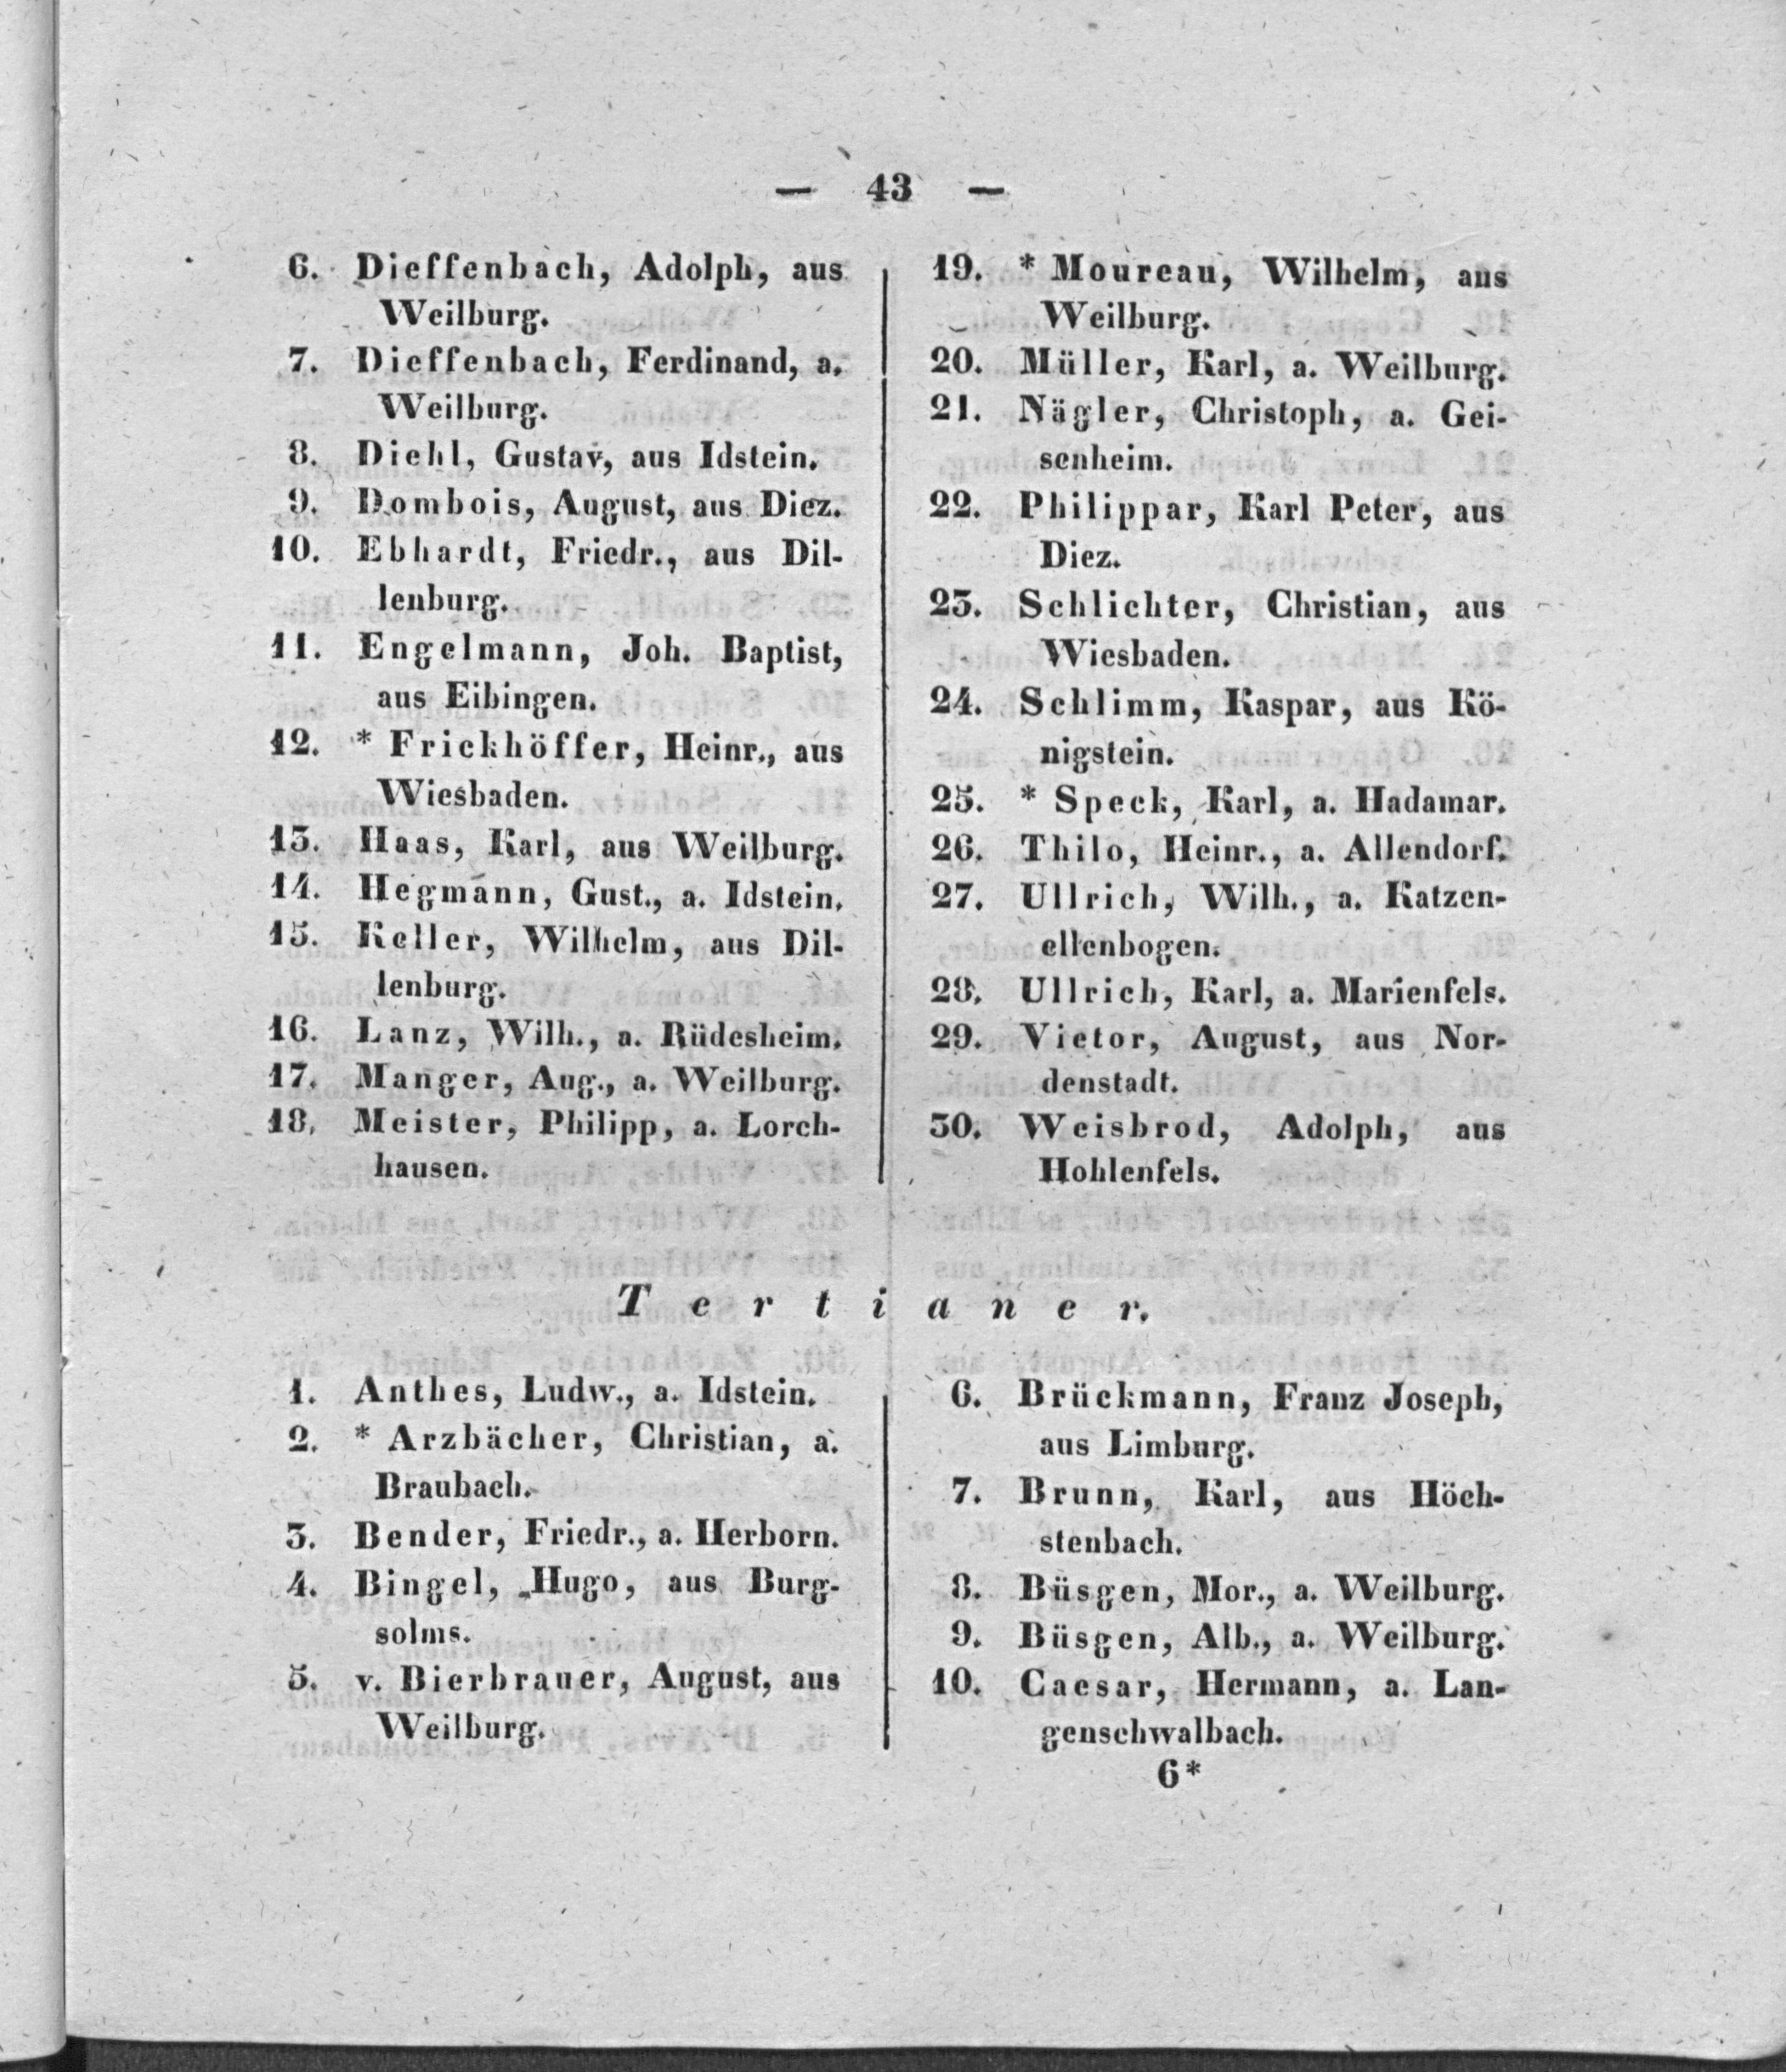 — 43 —
6. Dieffenbach, Adolph, aus
Weilburg.
7. Dieffenbach, Ferdinand, a.
Weilburg.
8. Diehl, Gustav, aus Idstein.
9. Dombois, August, aus Diez.
10. Ebhardt, Friedr., aus Dil-
lenburg.
11. Engelmann, Joh. Baptist,
aus Eibingen.
12. * Frickhöffer, Heinr., aus
Wiesbaden.
13. Haas, Karl, aus Weilburg.
14. Hegmann, Gust., a. Idstein.
15. Keller, Wilhelm, aus Dil-
lenburg.
16. Lanz, Wilh., a. Rüdesheim.
17. Manger, Aug., a. Weilburg.
18. Meister, Philipp, a. Lorch-
hausen.
19. * Moureau, Wilhelm, aus
Weilburg.
20. Müller, Karl, a. Weilburg.
21. Nägler, Christoph, a. Gei-
senheim.
22. Philippar, Karl Peter, aus
Diez.
23. Schlichter, Christian, aus
Wiesbaden.
24. Schlimm, Kaspar, aus Kö-
nigstein.
25. * Speck, Karl, a. Hadamar.
26. Thilo, Heinr., a. Allendorf.
27. Ullrich, Wilh., a. Katzen-
ellenbogen.
28. Ullrich, Karl, a. Marienfels.
29. Vietor, August, aus Nor-
denstadt.
30. Weisbrod, Adolph, aus
Hohlenfels.
Tertianer.
1. Anthes, Ludw., a. Idstein.
2. * Arzbächer, Christian, a.
Braubach.
3. Bender, Friedr., a. Herborn.
4. Bingel, Hugo, aus Burg-
solms.
5. v. Bierbrauer, August, aus
Weilburg.
6. Brückmann, Franz Joseph,
aus Limburg.
7. Brunn, Karl, aus Höch-
stenbach.
8. Büsgen, Mor., a. Weilburg.
9. Büsgen, Alb., a. Weilburg.
10. Caesar, Hermann, a. Lan-
genschwalbach.
6*